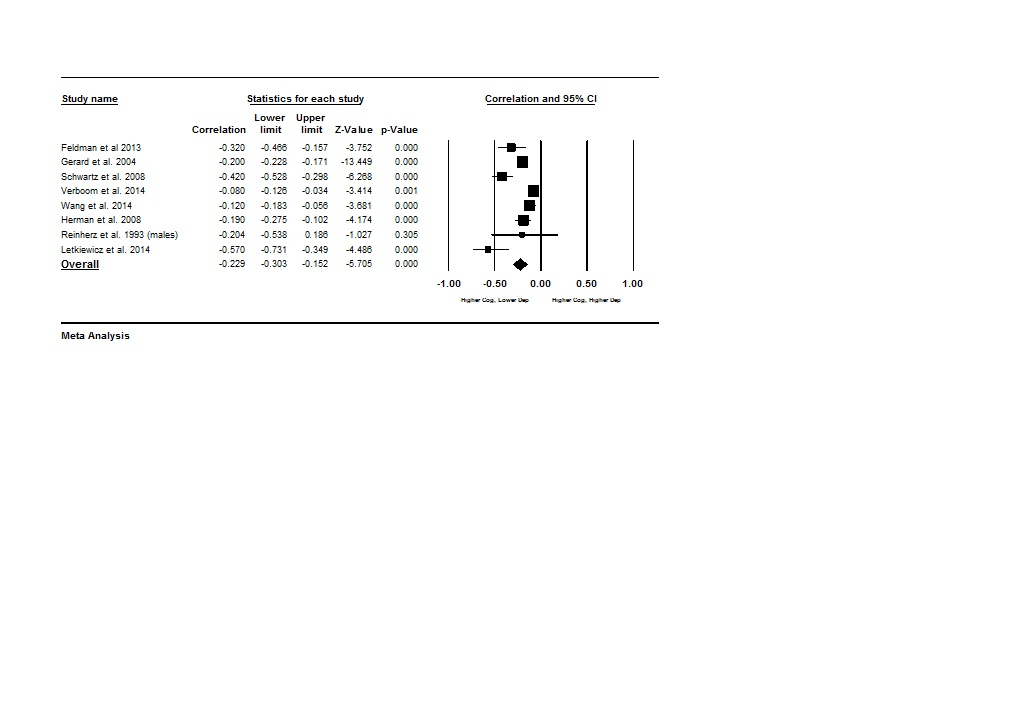 Study name Statistics for each study Correlation and 95% CI
Lower Upper
Correlation limit limit Z-Value p-Value
Feldman et al 2013 -0.320 -0.466 -0.157 -3.752 0.000
Gerard et al. 2004 -0.200 -0.228 -0.171 -13.449 0.000
Schwartz et al. 2008 -0.420 -0.528 -0.298 -6.268 0.000
Verboom et al. 2014 -0.080 -0.126 -0.034 -3.414 0.001
Wang et al. 2014 -0.120 -0.183 -0.056 -3.681 0.000
Herman et al. 2008 -0.190 -0.275 -0.102 -4.174 0.000
Reinherz et al. 1993 (males) -0.204 -0.538 0.186 -1.027 0.305
Letkiewicz et al. 2014 -0.570 -0.731 -0.349 -4.486 0.000
Overall -0.229 -0.303 -0.152 -5.705 0.000
-1.00 -0.50 0.00 0.50 1.00
Higher Cog, Lower Dep Higher Cog, Higher Dep
Meta Analysis